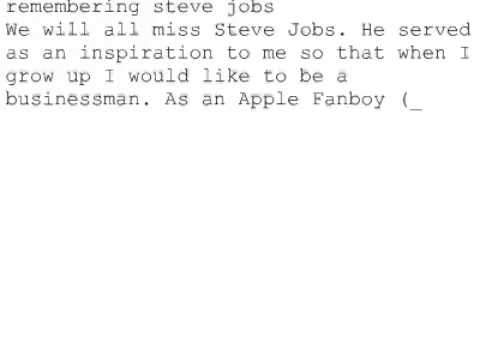 remembering steve jobs
We will all miss Steve Jobs. He served
as an inspiration to me so that when I
grow up I would like to be a
businessman. As an Apple Fanboy (_